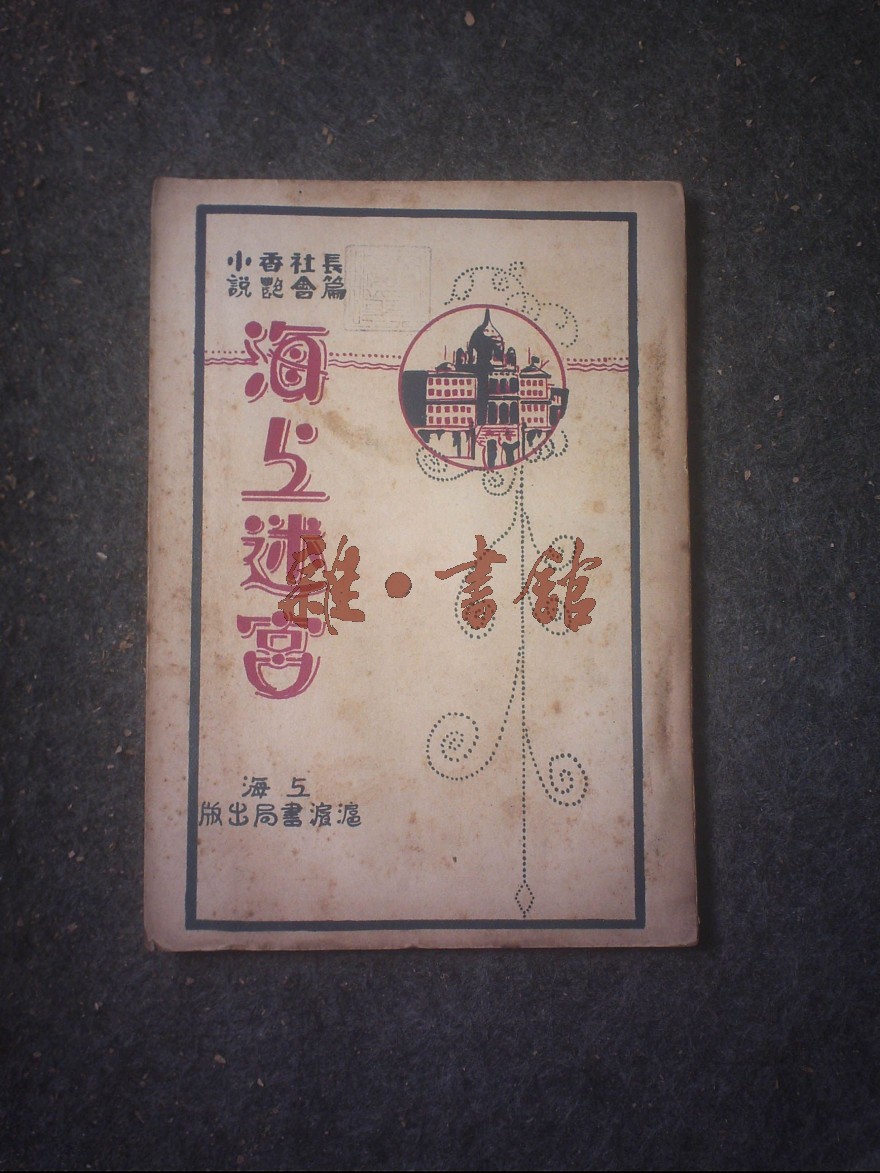 長篇社會香艷小説
海上迷宮
上海
滬濱書局出版
雜·書館